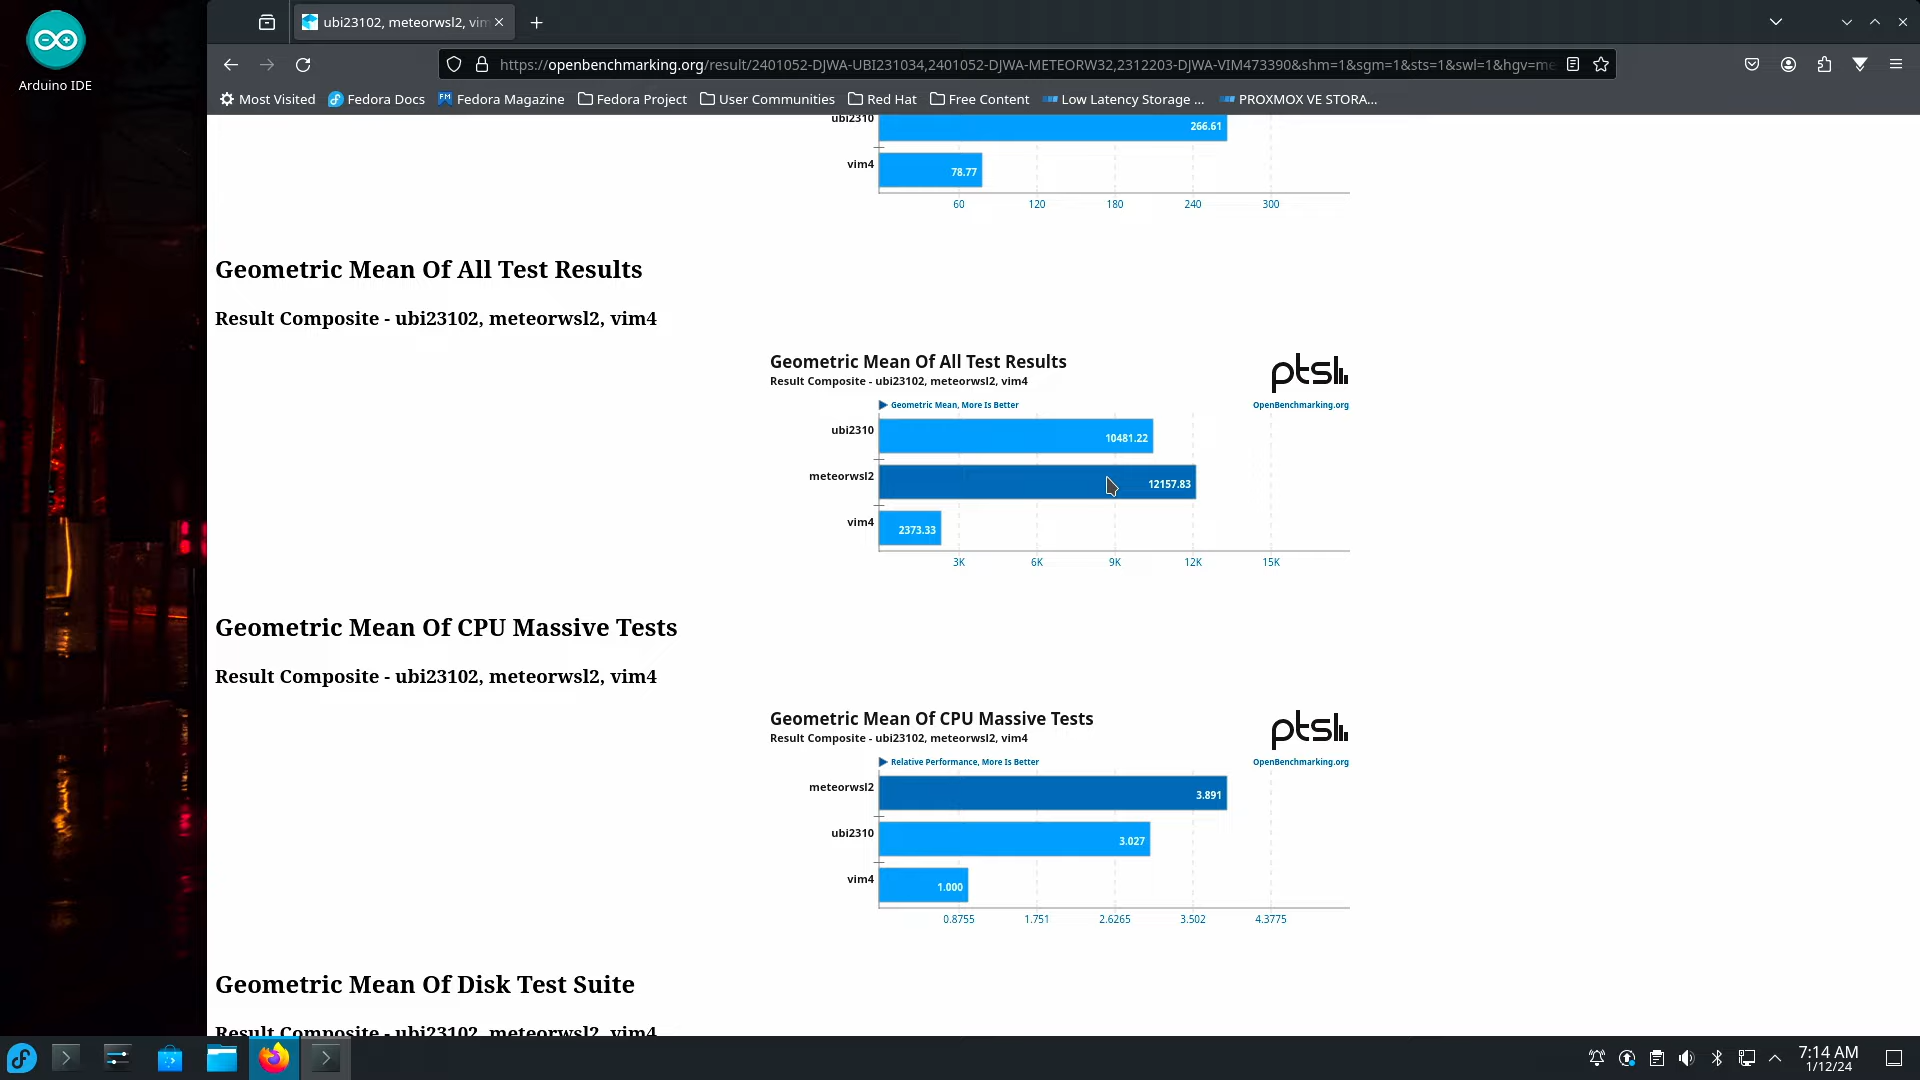 Arduino IDE
ubi23102, meteorwsl2, vim
https://openbenchmarking.org/result/2401052-DJWA-UBI231034,2401052-DJWA-METEORW32,2312203-DJWA-VIM473390&shm=1&sgm=1&sts=1&swl=1&hgv=me
Most Visited Fedora Docs Fedora Magazine Fedora Project User Communities Red Hat Free Content Low Latency Storage ... PROXMOX VE STORA...
ubi2310 266.61
vim4 78.77
60 120 180 240 300
Geometric Mean Of All Test Results
Result Composite - ubi23102, meteorwsl2, vim4
Geometric Mean Of All Test Results
Result Composite - ubi23102, meteorwsl2, vim4
ptsl
Geometric Mean, More Is Better OpenBenchmarking.org
ubi2310 10481.22
meteorwsl2 12157.83
vim4 2373.33
3K 6K 9K 12K 15K
Geometric Mean Of CPU Massive Tests
Result Composite - ubi23102, meteorwsl2, vim4
Geometric Mean Of CPU Massive Tests
Result Composite - ubi23102, meteorwsl2, vim4
ptsl
Relative Performance, More Is Better OpenBenchmarking.org
meteorwsl2 3.891
ubi2310 3.027
vim4 1.000
0.8755 1.751 2.6265 3.502 4.3775
Geometric Mean Of Disk Test Suite
Result Composite - ubi23102, meteorwsl2, vim4
7:14 AM
1/12/24